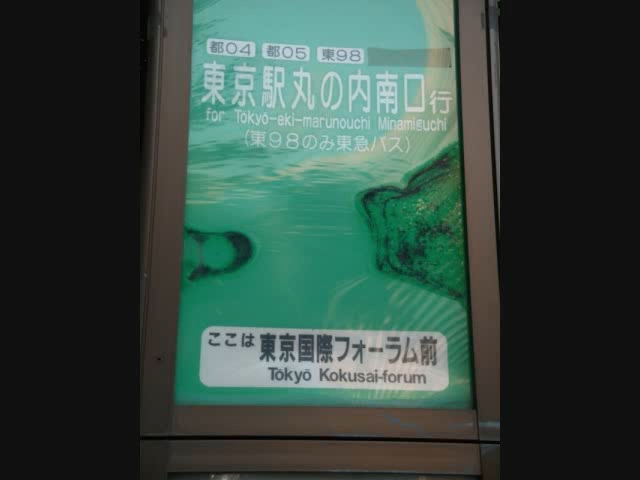 都04 都05 東98
東京駅丸の内南口行
for Tokyō-eki-marunouchi Minamiguchi
(東98のみ東急バス)
ここは東京国際フォーラム前
Tōkyō Kokusai-forum